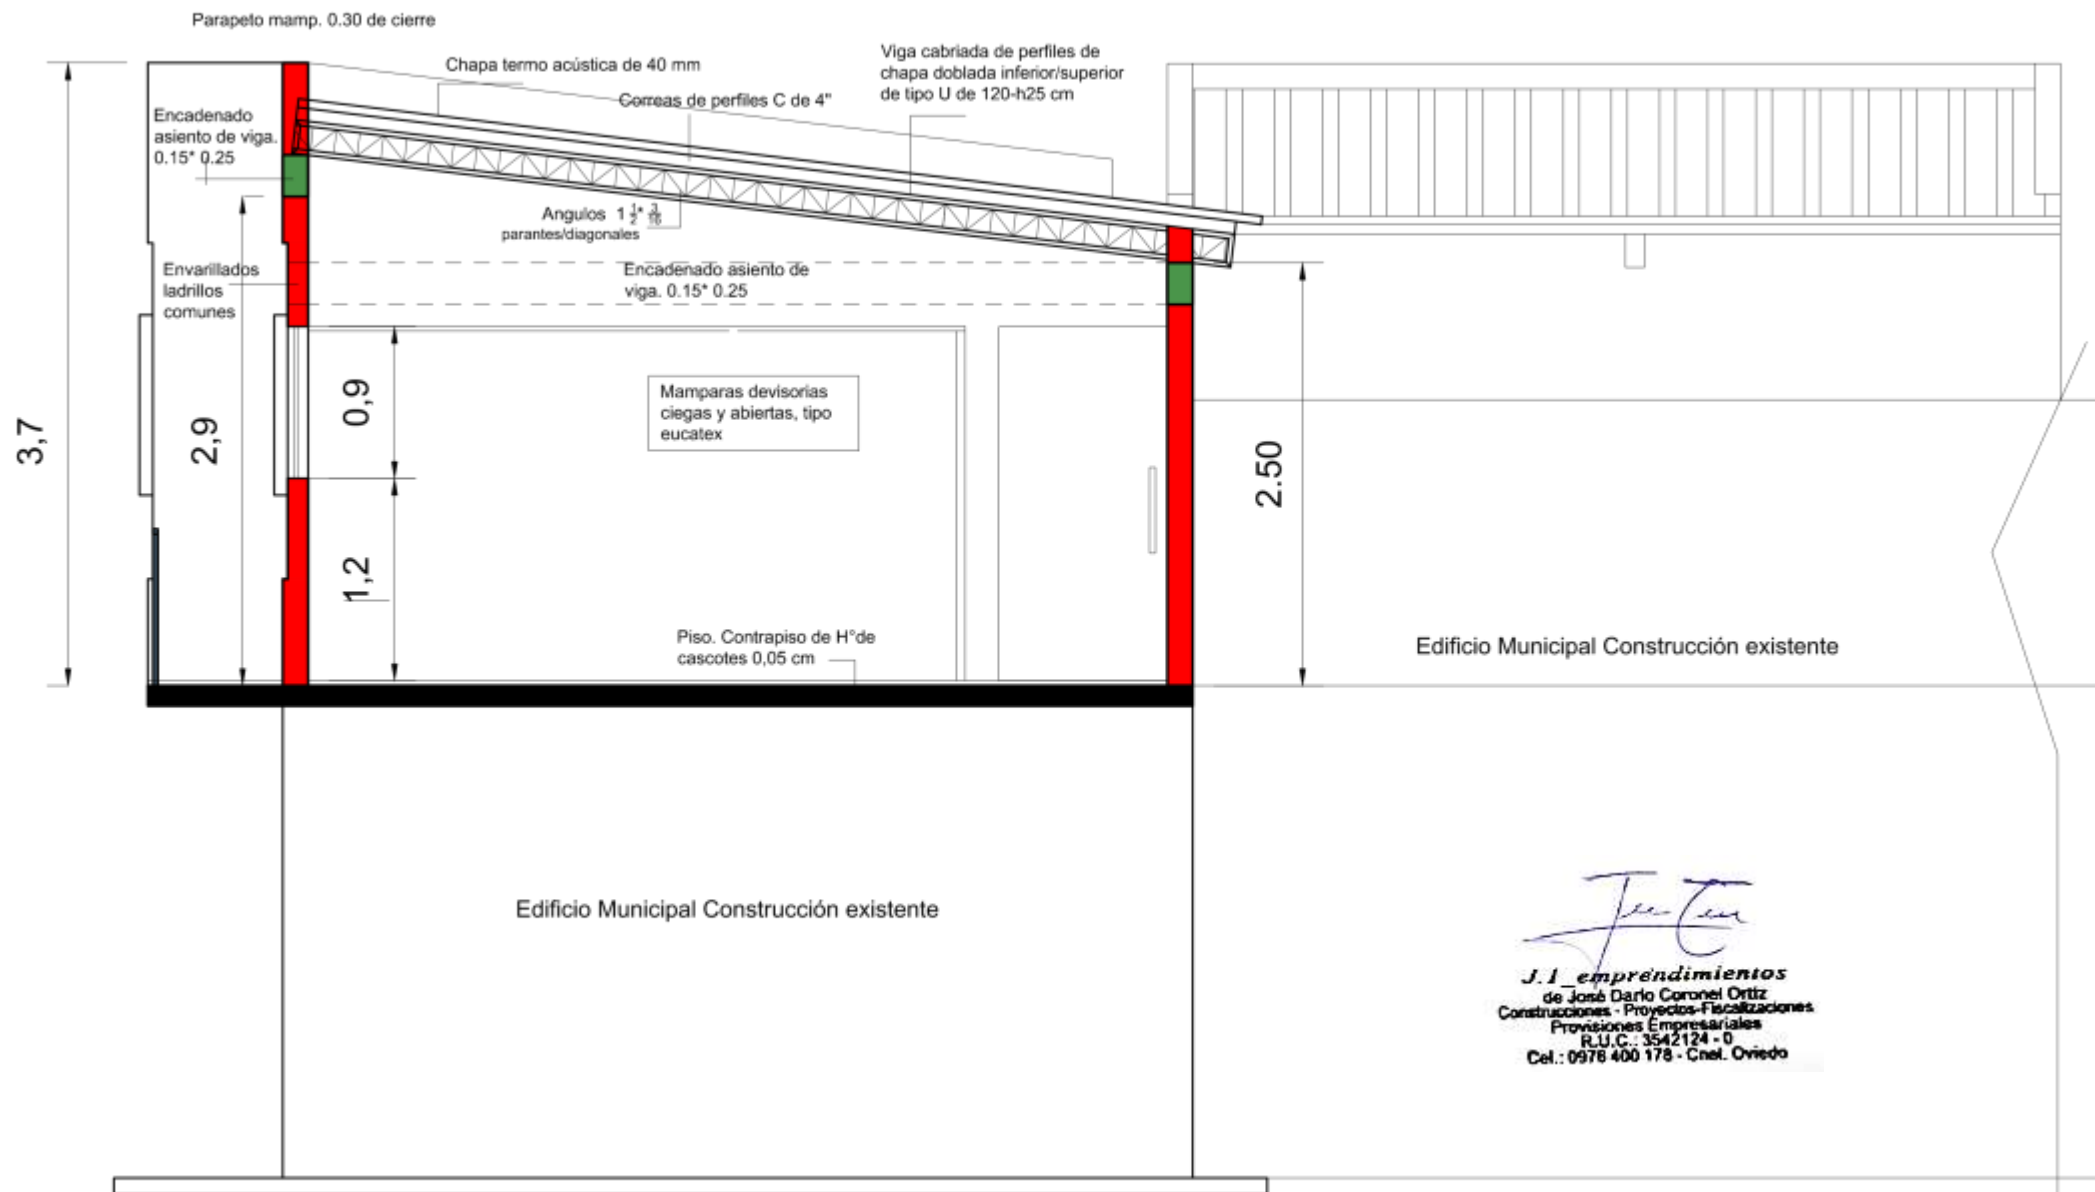 Parapeto mamp. 0.30 de cierre
Chapa termo acústica de 40 mm
Viga cabriada de perfiles de
chapa doblada inferior/superior
de tipo U de 120-h25 cm
Correas de perfiles C de 4"
Encadenado
asiento de viga.
0.15* 0.25
Angulos 1 1/2* 3/16
parantes/diagonales
Envarillados
ladrillos
comunes
Encadenado asiento de
viga. 0.15* 0.25
3,7
2,9
0,9
1,2
2.50
Mamparas devisorias
ciegas y abiertas, tipo
eucatex
Piso. Contrapiso de H°de
cascotes 0,05 cm
Edificio Municipal Construcción existente
Edificio Municipal Construcción existente
J.I_emprendimientos
de José Darío Coronel Ortiz
Construcciones - Proyectos-Fiscalizaciones
Provisiones Empresariales
R.U.C.: 3542124 - 0
Cel.: 0976 400 178 - Cnel. Oviedo